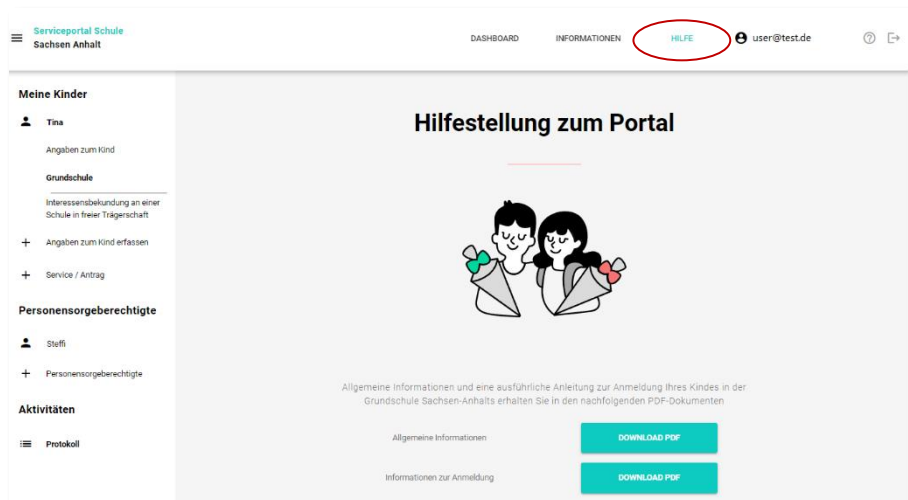 Serviceportal Schule
Sachsen Anhalt
DASHBOARD
INFORMATIONEN
HILFE
user@test.de
Meine Kinder
Tina
Angaben zum Kind
Grundschule
Interessensbekundung an einer
Schule in freier Trägerschaft
Angaben zum Kind erfassen
Service / Antrag
Personensorgeberechtigte
Steffi
Personensorgeberechtigte
Aktivitäten
Protokoll
Hilfestellung zum Portal
Allgemeine Informationen und eine ausführliche Anleitung zur Anmeldung Ihres Kindes in der
Grundschule Sachsen-Anhalts erhalten Sie in den nachfolgenden PDF-Dokumenten
Allgemeine Informationen
DOWNLOAD PDF
Informationen zur Anmeldung
DOWNLOAD PDF